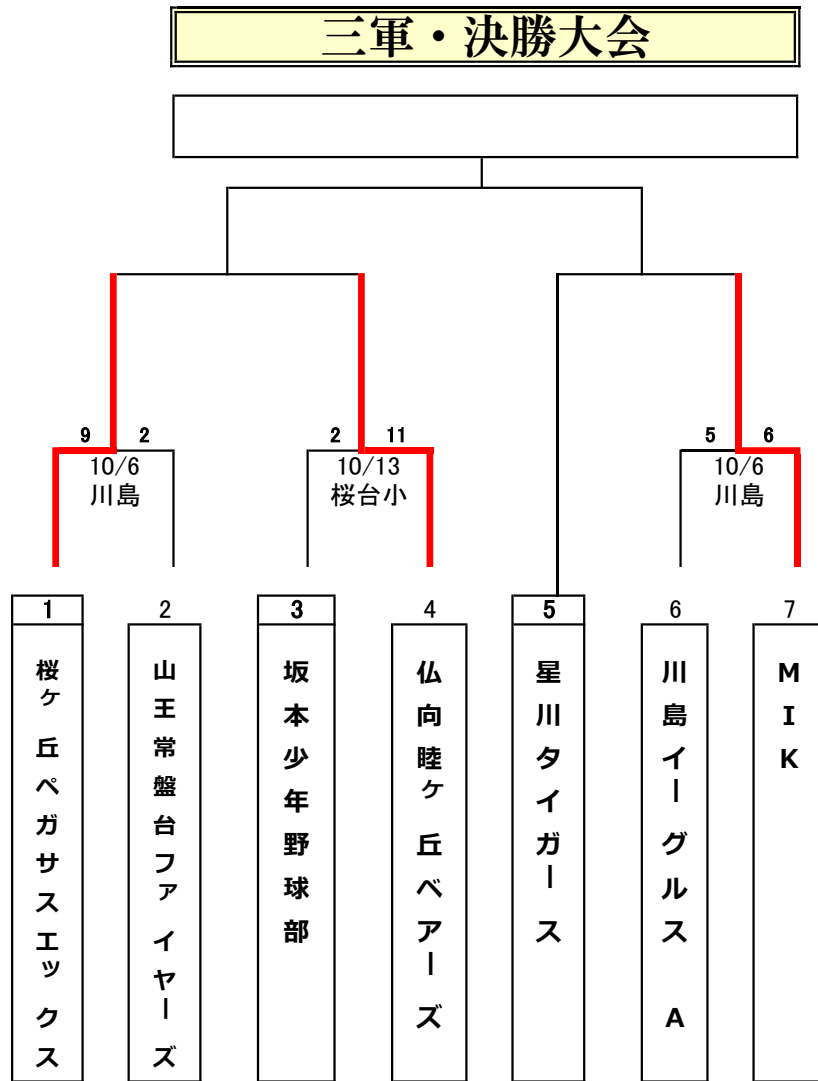 三軍・決勝大会
9 2
10/6
川島
2 11
10/13
桜台小
5 6
10/6
川島
1
桜ヶ丘ペガサスエックス
2
山王常盤台ファイヤーズ
3
坂本少年野球部
4
仏向睦ヶ丘ベアーズ
5
星川タイガース
6
川島イーグルス A
7
MIK